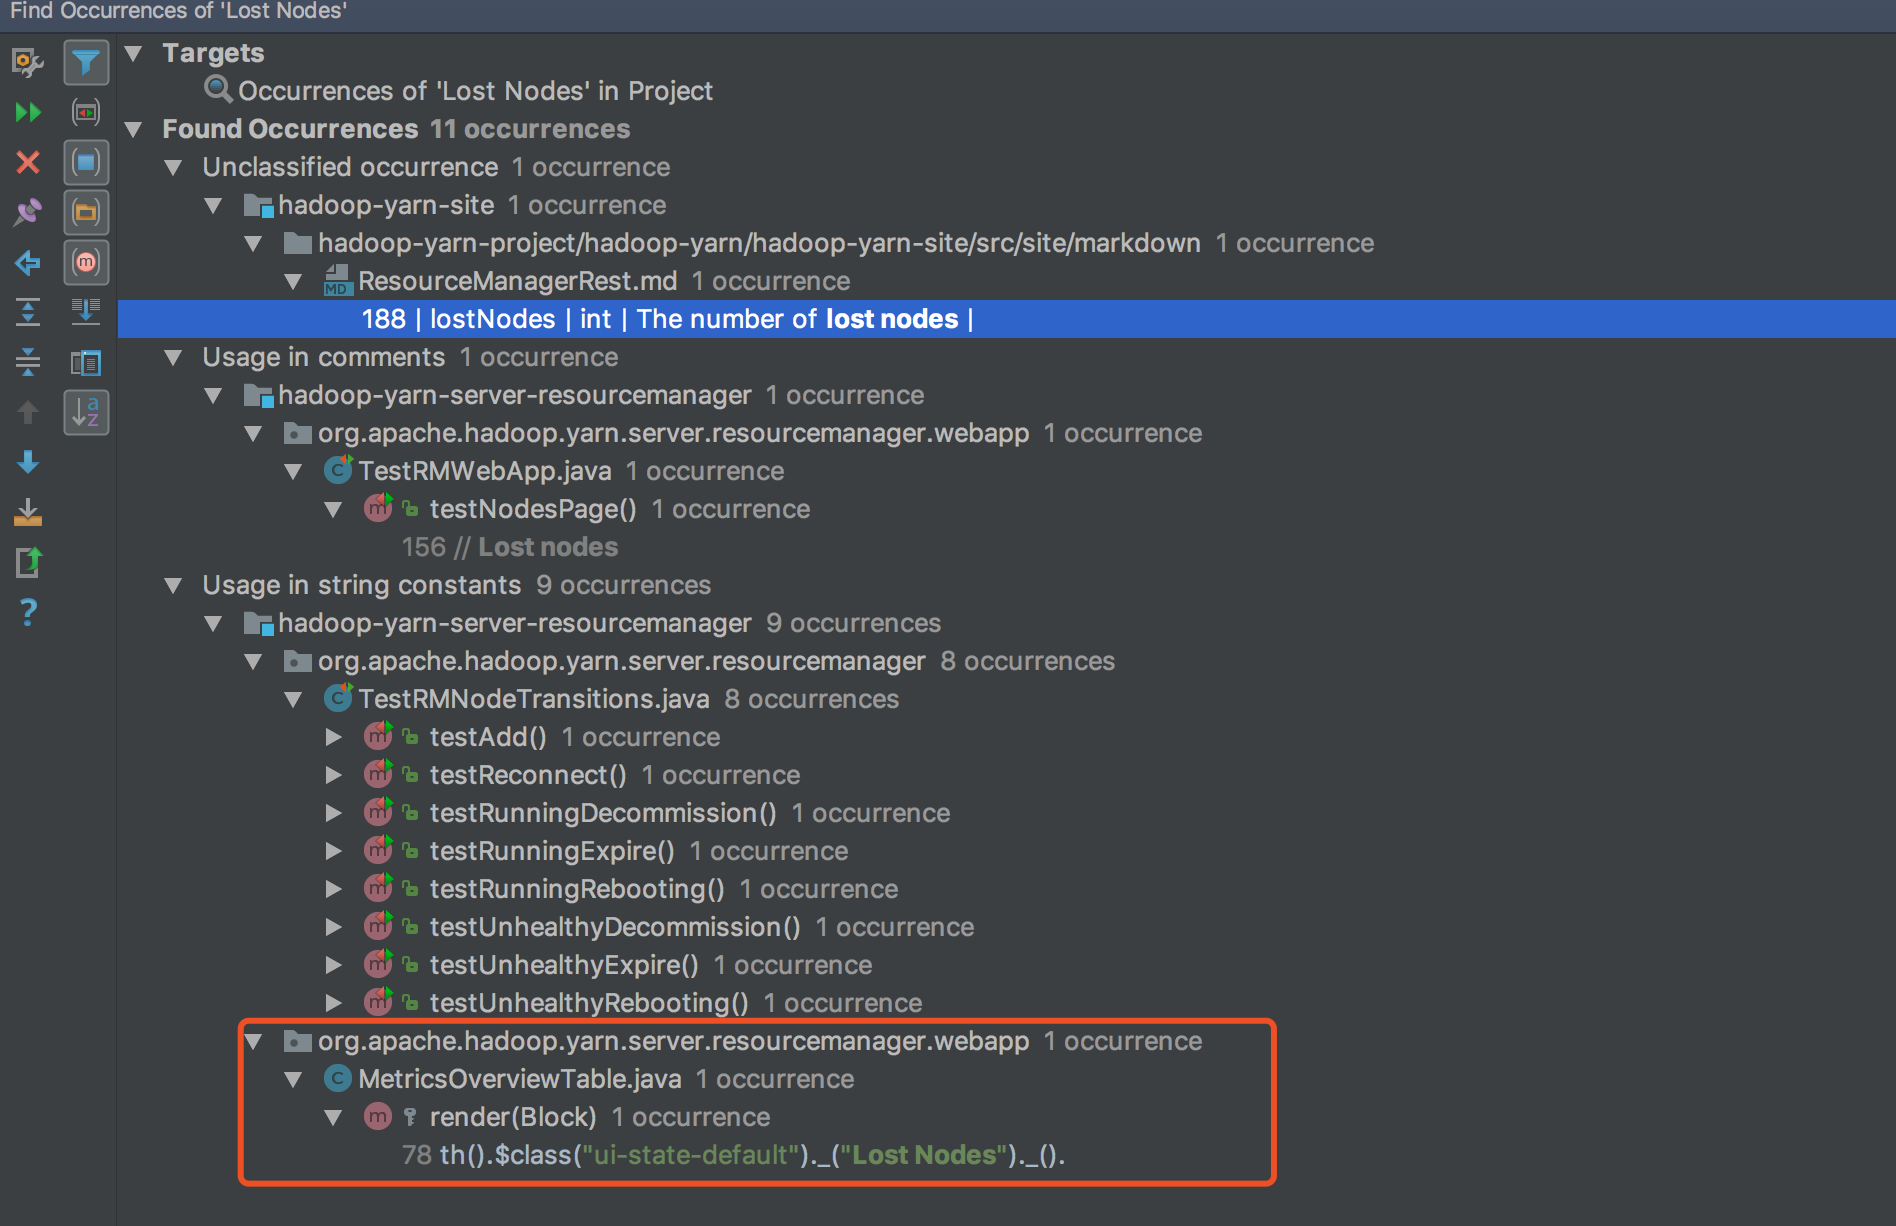 Find Occurrences of 'Lost Nodes'
Targets
Occurrences of 'Lost Nodes' in Project
Found Occurrences 11 occurrences
Unclassified occurrence 1 occurrence
hadoop-yarn-site 1 occurrence
hadoop-yarn-project/hadoop-yarn/hadoop-yarn-site/src/site/markdown 1 occurrence
MD ResourceManagerRest.md 1 occurrence
188 | lostNodes | int | The number of lost nodes |
Usage in comments 1 occurrence
hadoop-yarn-server-resourcemanager 1 occurrence
org.apache.hadoop.yarn.server.resourcemanager.webapp 1 occurrence
C TestRMWebApp.java 1 occurrence
m testNodesPage() 1 occurrence
156 // Lost nodes
Usage in string constants 9 occurrences
hadoop-yarn-server-resourcemanager 9 occurrences
org.apache.hadoop.yarn.server.resourcemanager 8 occurrences
C TestRMNodeTransitions.java 8 occurrences
m testAdd() 1 occurrence
m testReconnect() 1 occurrence
m testRunningDecommission() 1 occurrence
m testRunningExpire() 1 occurrence
m testRunningRebooting() 1 occurrence
m testUnhealthyDecommission() 1 occurrence
m testUnhealthyExpire() 1 occurrence
m testUnhealthyRebooting() 1 occurrence
org.apache.hadoop.yarn.server.resourcemanager.webapp 1 occurrence
C MetricsOverviewTable.java 1 occurrence
m render(Block) 1 occurrence
78 th().$class("ui-state-default")._("Lost Nodes")._().